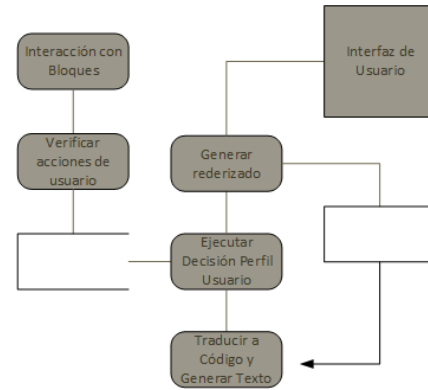 Interacción con
Bloques
Interfaz de
Usuario
Verificar
acciones de
usuario
Generar
rederizado
Ejecutar
Decisión Perfil
Usuario
Traducir a
Código y
Generar Texto